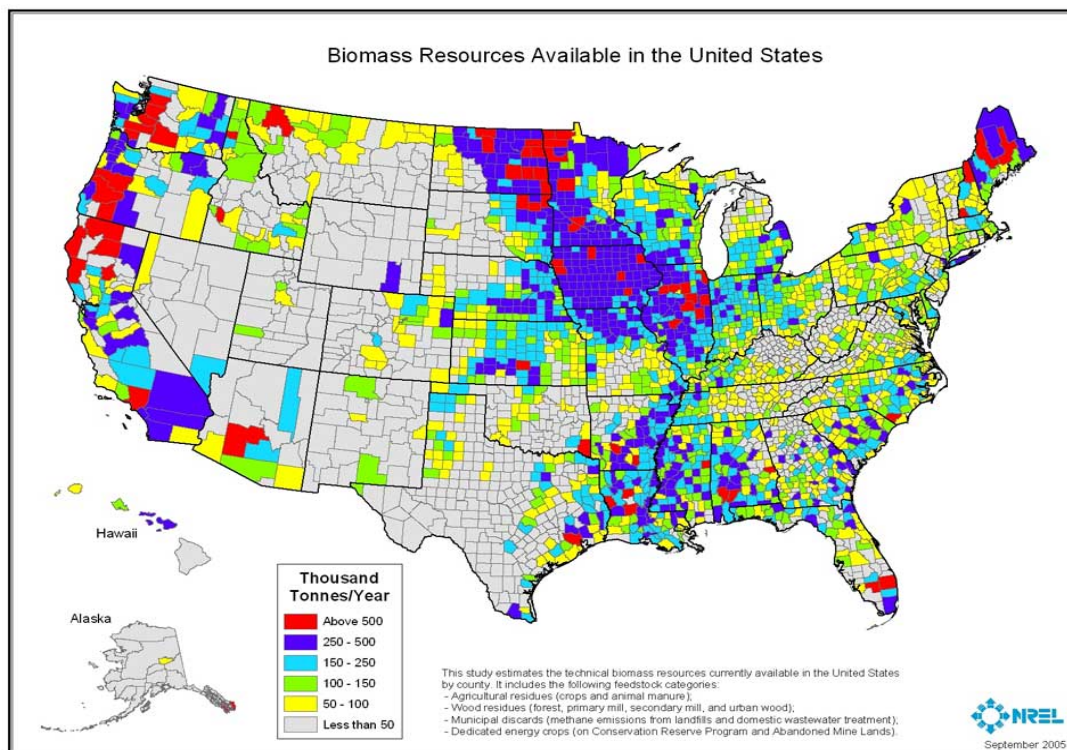 Biomass Resources Available in the United States
Hawaii
Alaska
Thousand
Tonnes/Year
Above 500
250 - 500
150 - 250
100 - 150
50 - 100
Less than 50
This study estimates the technical biomass resources currently available in the United States
by county. It includes the following feedstock categories:
- Agricultural residues (crops and animal manure);
- Wood residues (forest, primary mill, secondary mill, and urban wood);
- Municipal discards (methane emissions from landfills and domestic wastewater treatment);
- Dedicated energy crops (on Conservation Reserve Program and Abandoned Mine Lands).
NREL
September 2005